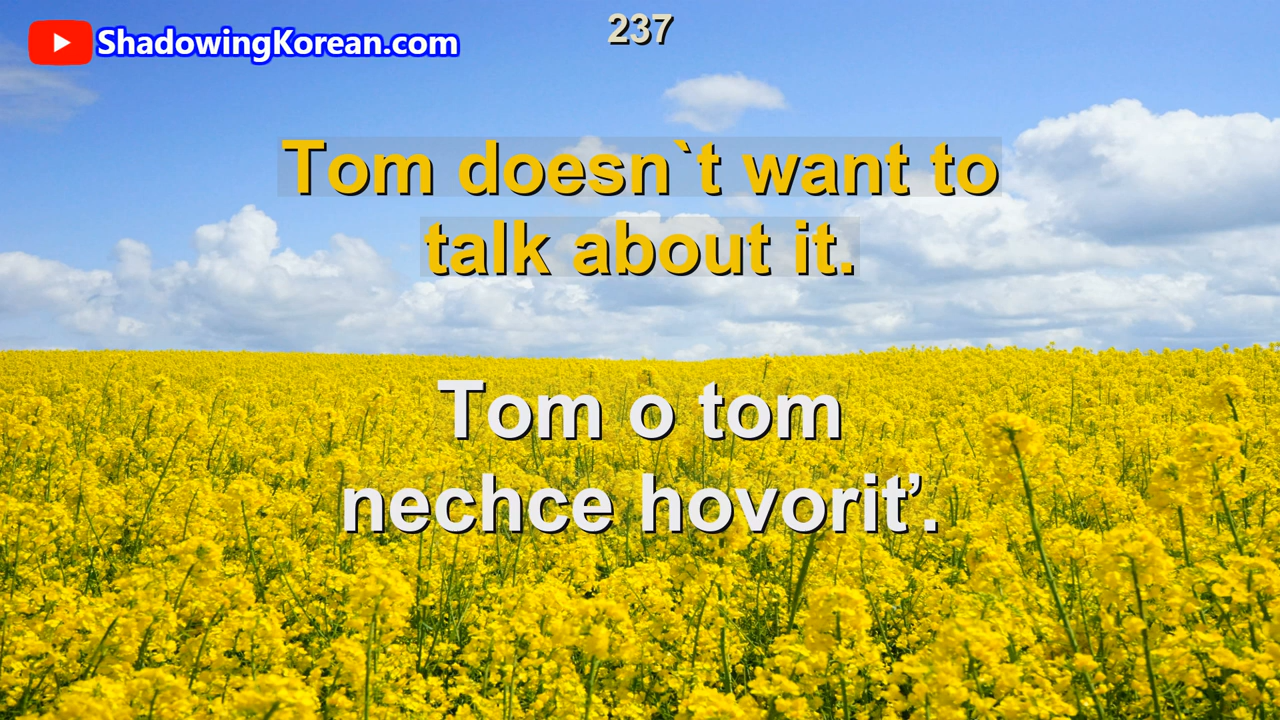 ShadowingKorean.com
237
Tom doesn`t want to
talk about it.
Tom o tom
nechce hovoriť.